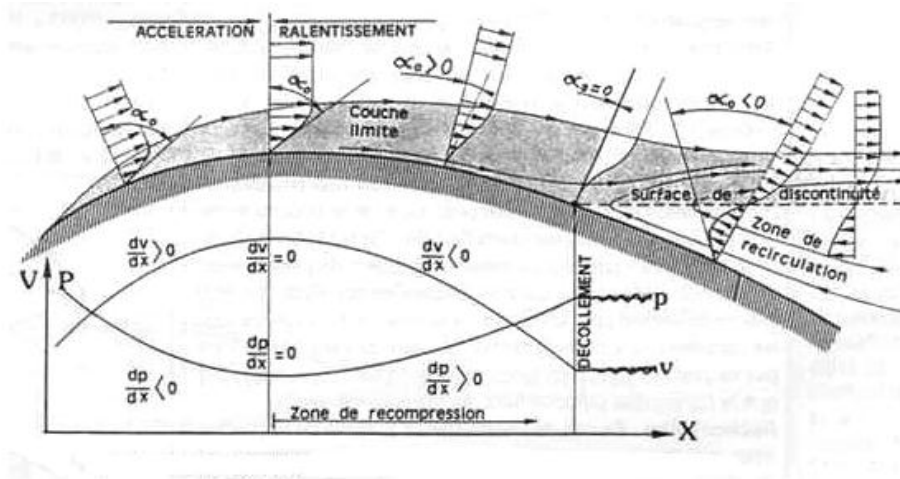 ACCELERATION RALENTISSEMENT
α₀
α₀
α₀>0
α₀=0
α₀<0
Couche
limite
Surface de discontinuité
Zone de
recirculation
V P
dv/dx>0
dv/dx=0
dv/dx<0
DECOLLEMENT
p
v
dp/dx<0
dp/dx=0
dp/dx>0
Zone de recompression
X